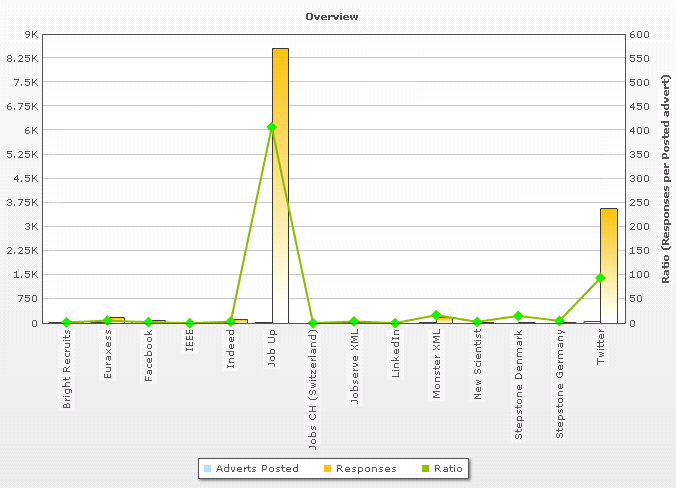 Overview
9K
8.25K
7.5K
6.75K
6K
5.25K
4.5K
3.75K
3K
2.25K
1.5K
750
0
600
550
500
450
400
350
300
250
200
150
100
50
0
Ratio (Responses per Posted advert)
Bright Recruits
Euraxess
Facebook
IEEE
Indeed
Job Up
Jobs CH (Switzerland)
Jobserve XML
LinkedIn
Monster XML
New Scientist
Stepstone Denmark
Stepstone Germany
Twitter
Adverts Posted Responses Ratio